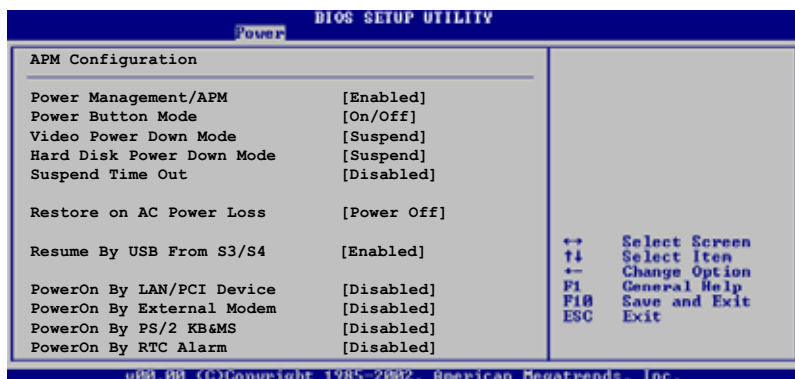 BIOS SETUP UTILITY
Power
APM Configuration
Power Management/APM [Enabled]
Power Button Mode [On/Off]
Video Power Down Mode [Suspend]
Hard Disk Power Down Mode [Suspend]
Suspend Time Out [Disabled]
Restore on AC Power Loss [Power Off]
Resume By USB From S3/S4 [Enabled]
PowerOn By LAN/PCI Device [Disabled]
PowerOn By External Modem [Disabled]
PowerOn By PS/2 KB&MS [Disabled]
PowerOn By RTC Alarm [Disabled]
←→ Select Screen
↑↓ Select Item
+- Change Option
F1 General Help
F10 Save and Exit
ESC Exit
v00.00 (C)Copyright 1985-2002, American Megatrends, Inc.